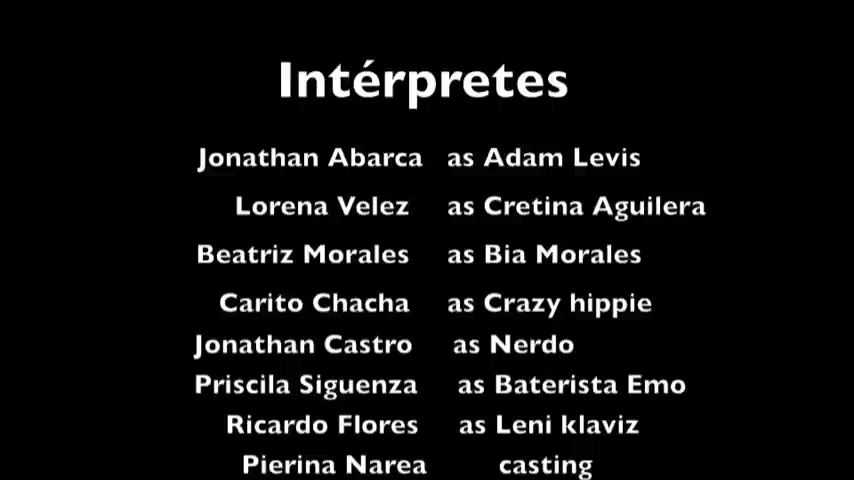 Intérpretes
Jonathan Abarca as Adam Levis
Lorena Velez as Cretina Aguilera
Beatriz Morales as Bia Morales
Carito Chacha as Crazy hippie
Jonathan Castro as Nerdo
Priscila Siguenza as Baterista Emo
Ricardo Flores as Leni klaviz
Pierina Narea casting